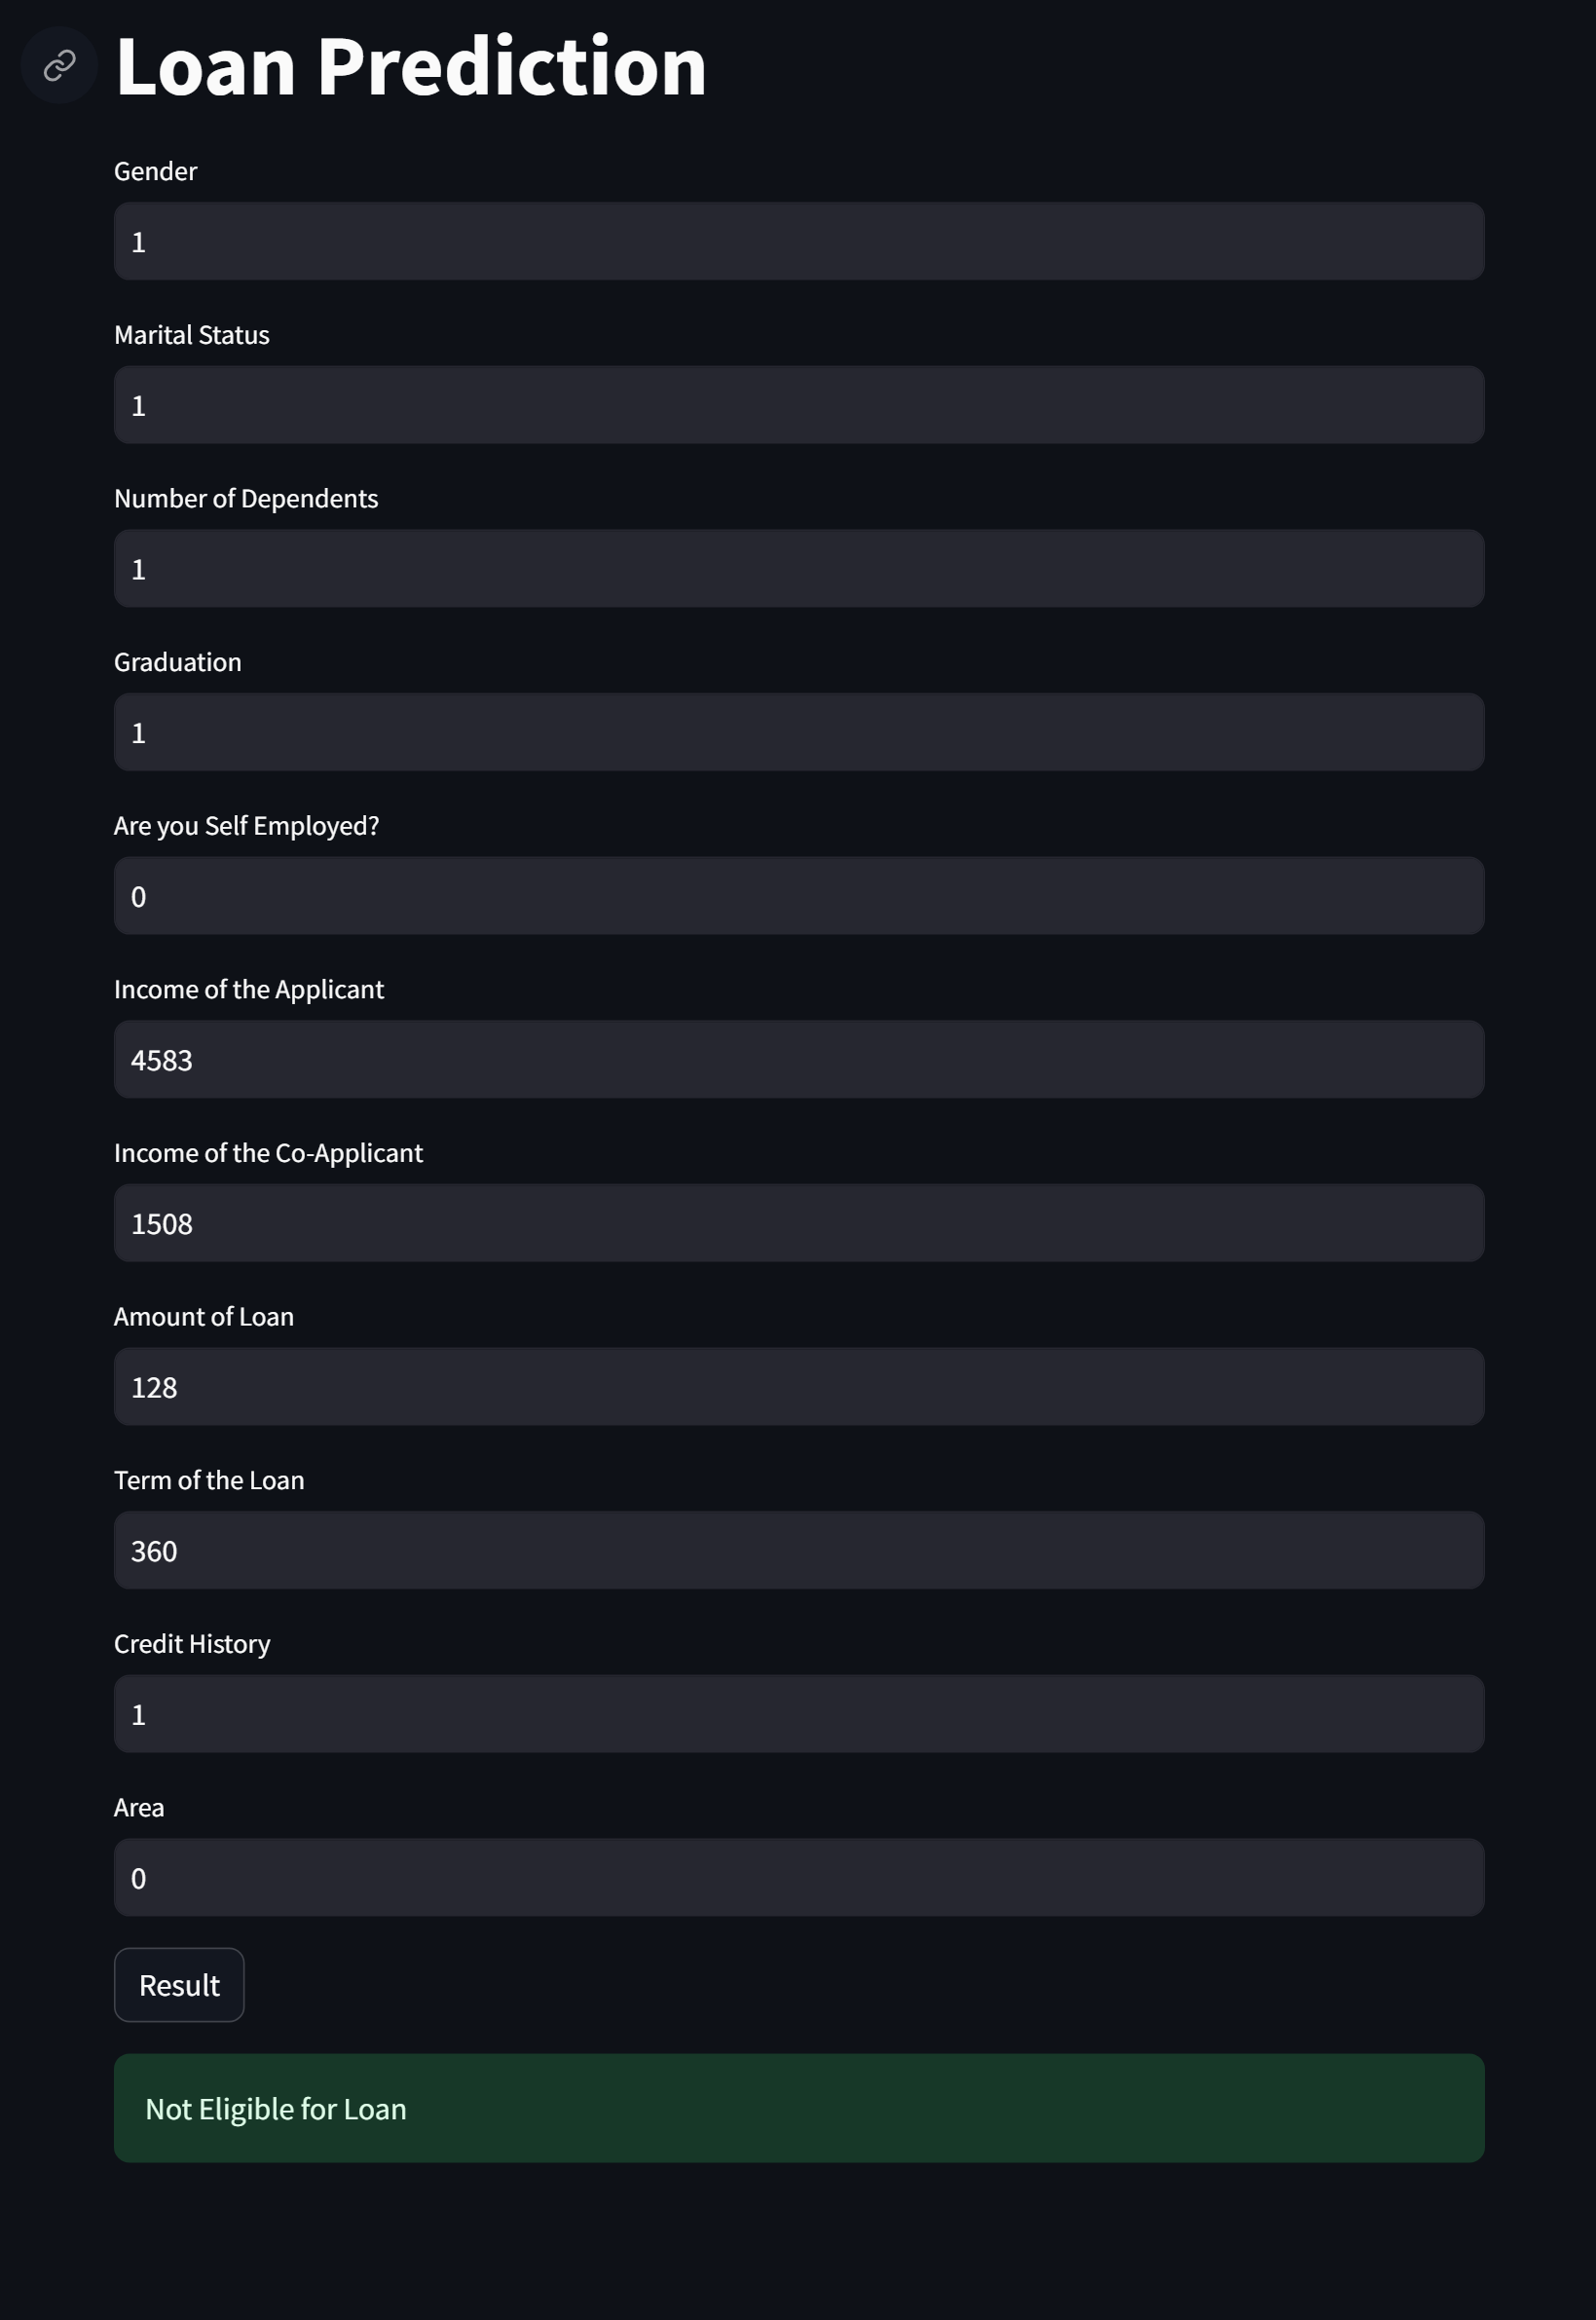 Loan Prediction
Gender
1
Marital Status
1
Number of Dependents
1
Graduation
1
Are you Self Employed?
0
Income of the Applicant
4583
Income of the Co-Applicant
1508
Amount of Loan
128
Term of the Loan
360
Credit History
1
Area
0
Result
Not Eligible for Loan